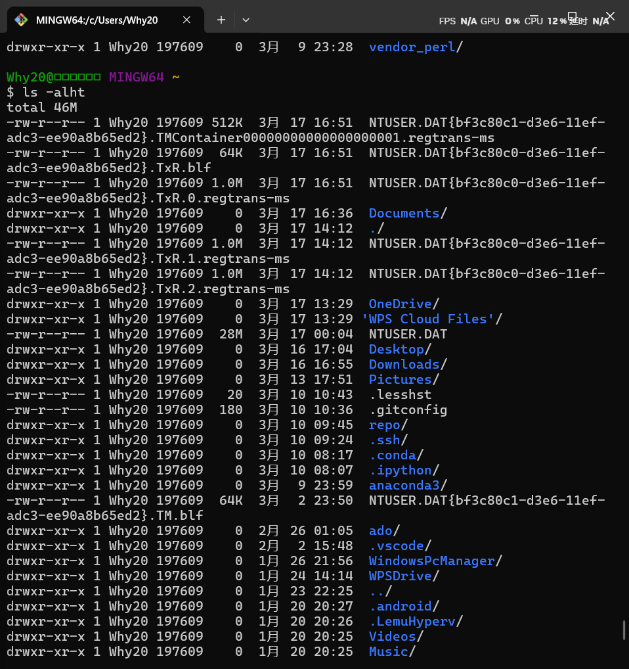 MINGW64:/c/Users/Why20
FPS N/A GPU 0% CPU 12% 延时 N/A
drwxr-xr-x 1 Why20 197609    0  3月   9 23:28  vendor_perl/
Why20@□□□□□□ MINGW64 ~
$ ls -alht
total 46M
-rw-r--r-- 1 Why20 197609 512K  3月  17 16:51  NTUSER.DAT{bf3c80c1-d3e6-11ef-
adc3-ee90a8b65ed2}.TMContainer00000000000000000001.regtrans-ms
-rw-r--r-- 1 Why20 197609  64K  3月  17 16:51  NTUSER.DAT{bf3c80c0-d3e6-11ef-
adc3-ee90a8b65ed2}.TxR.blf
-rw-r--r-- 1 Why20 197609 1.0M  3月  17 16:51  NTUSER.DAT{bf3c80c0-d3e6-11ef-
adc3-ee90a8b65ed2}.TxR.0.regtrans-ms
drwxr-xr-x 1 Why20 197609    0  3月  17 16:36  Documents/
drwxr-xr-x 1 Why20 197609    0  3月  17 14:12  ./
-rw-r--r-- 1 Why20 197609 1.0M  3月  17 14:12  NTUSER.DAT{bf3c80c0-d3e6-11ef-
adc3-ee90a8b65ed2}.TxR.1.regtrans-ms
-rw-r--r-- 1 Why20 197609 1.0M  3月  17 14:12  NTUSER.DAT{bf3c80c0-d3e6-11ef-
adc3-ee90a8b65ed2}.TxR.2.regtrans-ms
drwxr-xr-x 1 Why20 197609    0  3月  17 13:29  OneDrive/
drwxr-xr-x 1 Why20 197609    0  3月  17 13:29 'WPS Cloud Files'/
-rw-r--r-- 1 Why20 197609  28M  3月  17 00:04  NTUSER.DAT
drwxr-xr-x 1 Why20 197609    0  3月  16 17:04  Desktop/
drwxr-xr-x 1 Why20 197609    0  3月  16 16:55  Downloads/
drwxr-xr-x 1 Why20 197609    0  3月  13 17:51  Pictures/
-rw-r--r-- 1 Why20 197609   20  3月  10 10:43  .lesshst
-rw-r--r-- 1 Why20 197609  180  3月  10 10:36  .gitconfig
drwxr-xr-x 1 Why20 197609    0  3月  10 09:45  repo/
drwxr-xr-x 1 Why20 197609    0  3月  10 09:24  .ssh/
drwxr-xr-x 1 Why20 197609    0  3月  10 08:17  .conda/
drwxr-xr-x 1 Why20 197609    0  3月  10 08:07  .ipython/
drwxr-xr-x 1 Why20 197609    0  3月   9 23:59  anaconda3/
-rw-r--r-- 1 Why20 197609  64K  3月   2 23:50  NTUSER.DAT{bf3c80c1-d3e6-11ef-
adc3-ee90a8b65ed2}.TM.blf
drwxr-xr-x 1 Why20 197609    0  2月  26 01:05  ado/
drwxr-xr-x 1 Why20 197609    0  2月   2 15:48  .vscode/
drwxr-xr-x 1 Why20 197609    0  1月  26 21:56  WindowsPcManager/
drwxr-xr-x 1 Why20 197609    0  1月  24 14:14  WPSDrive/
drwxr-xr-x 1 Why20 197609    0  1月  23 22:25  ../
drwxr-xr-x 1 Why20 197609    0  1月  20 20:27  .android/
drwxr-xr-x 1 Why20 197609    0  1月  20 20:26  .LemuHyperv/
drwxr-xr-x 1 Why20 197609    0  1月  20 20:25  Videos/
drwxr-xr-x 1 Why20 197609    0  1月  20 20:25  Music/